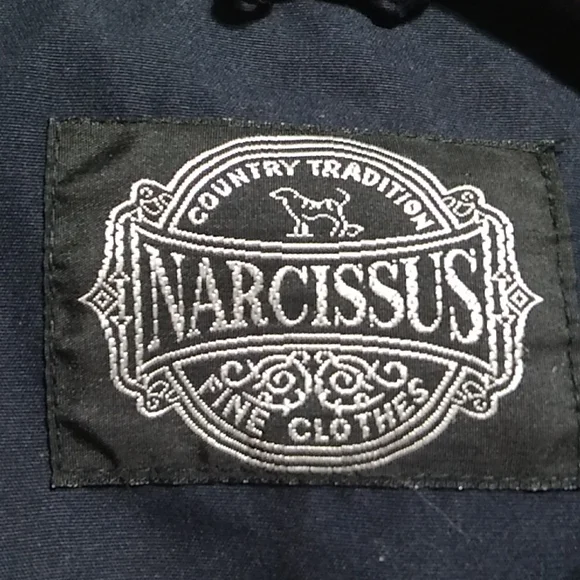 COUNTRY TRADITION
NARCISSUS
FINE CLOTHES